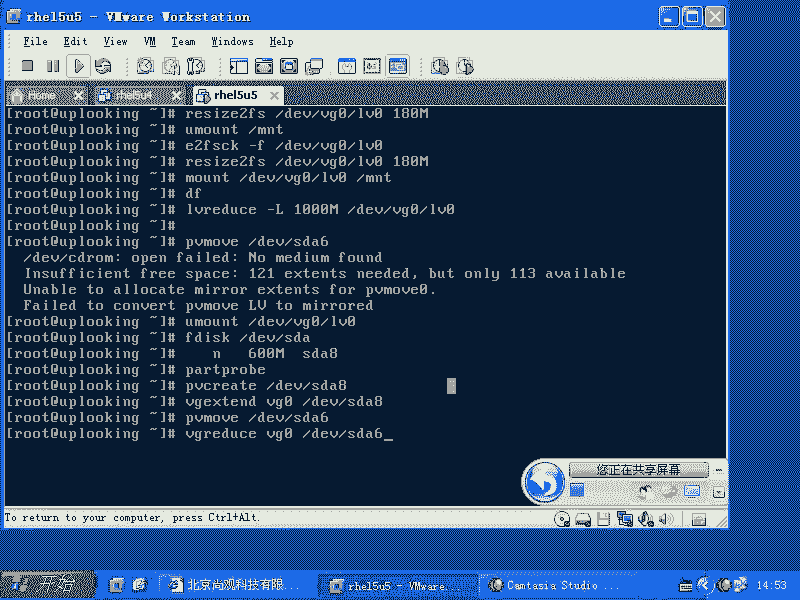 rhel5u5 - VMware Workstation
File Edit View VM Team Windows Help
Home rhel5u4 rhel5u5
[root@uplooking ~]# resize2fs /dev/vg0/lv0 180M
[root@uplooking ~]# umount /mnt
[root@uplooking ~]# e2fsck -f /dev/vg0/lv0
[root@uplooking ~]# resize2fs /dev/vg0/lv0 180M
[root@uplooking ~]# mount /dev/vg0/lv0 /mnt
[root@uplooking ~]# df
[root@uplooking ~]# lvreduce -L 1000M /dev/vg0/lv0
[root@uplooking ~]#
[root@uplooking ~]# pvmove /dev/sda6
/dev/cdrom: open failed: No medium found
Insufficient free space: 121 extents needed, but only 113 available
Unable to allocate mirror extents for pvmove0.
Failed to convert pvmove LV to mirrored
[root@uplooking ~]# umount /dev/vg0/lv0
[root@uplooking ~]# fdisk /dev/sda
[root@uplooking ~]# n 600M sda8
[root@uplooking ~]# partprobe
[root@uplooking ~]# pvcreate /dev/sda8
[root@uplooking ~]# vgextend vg0 /dev/sda8
[root@uplooking ~]# pvmove /dev/sda6
[root@uplooking ~]# vgreduce vg0 /dev/sda6_
您正在共享屏幕
To return to your computer, press Ctrl+Alt.
开始 北京尚观科技有限... rhel5u5 - VMware... Camtasia Studio ... 14:53